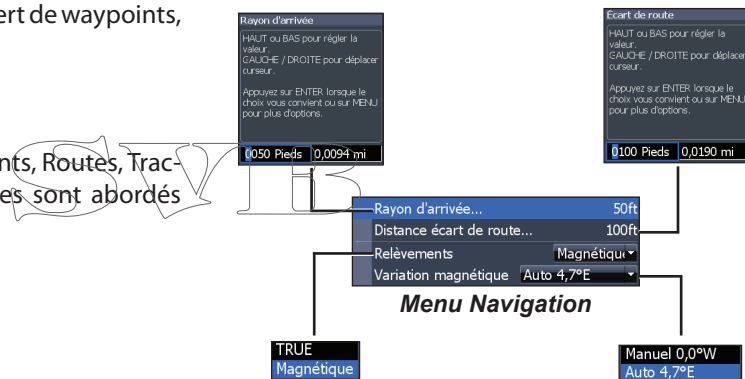 ert de waypoints,
nts, Routes, Trac-
es sont abordés
SVB
Rayon d'arrivée
HAUT ou BAS pour régler la
valeur.
GAUCHE / DROITE pour déplacer
curseur.
Appuyez sur ENTER lorsque le
choix vous convient ou sur MENU
pour plus d'options.
0050 Pieds 0,0094 mi
Écart de route
HAUT ou BAS pour régler la
valeur.
GAUCHE / DROITE pour déplacer
curseur.
Appuyez sur ENTER lorsque le
choix vous convient ou sur MENU
pour plus d'options.
0100 Pieds 0,0190 mi
Rayon d'arrivée... 50ft
Distance écart de route... 100ft
Relèvements Magnétique
Variation magnétique Auto 4,7°E
Menu Navigation
TRUE
Magnétique
Manuel 0,0°W
Auto 4,7°E